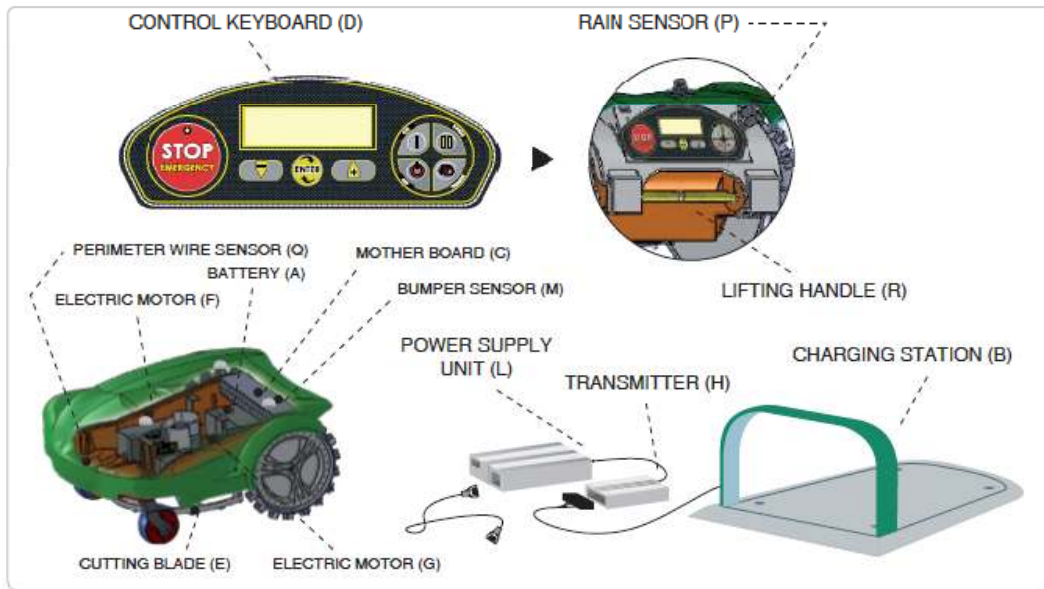 CONTROL KEYBOARD (D)
RAIN SENSOR (P)
STOP
EMERGENCY
ENTER
STOP
PERIMETER WIRE SENSOR (Q)
BATTERY (A)
ELECTRIC MOTOR (F)
MOTHER BOARD (C)
BUMPER SENSOR (M)
LIFTING HANDLE (R)
POWER SUPPLY
UNIT (L)
TRANSMITTER (H)
CHARGING STATION (B)
CUTTING BLADE (E)
ELECTRIC MOTOR (G)